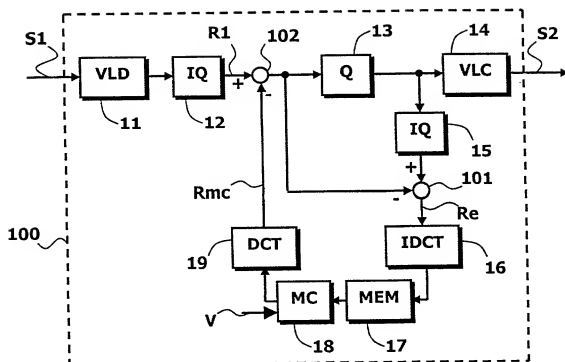 S1
R1
102
13
14
S2
VLD
IQ
Q
VLC
+
-
11
12
IQ
15
+
Rmc
-
101
Re
100
DCT
IDCT
19
16
V
MC
MEM
18
17